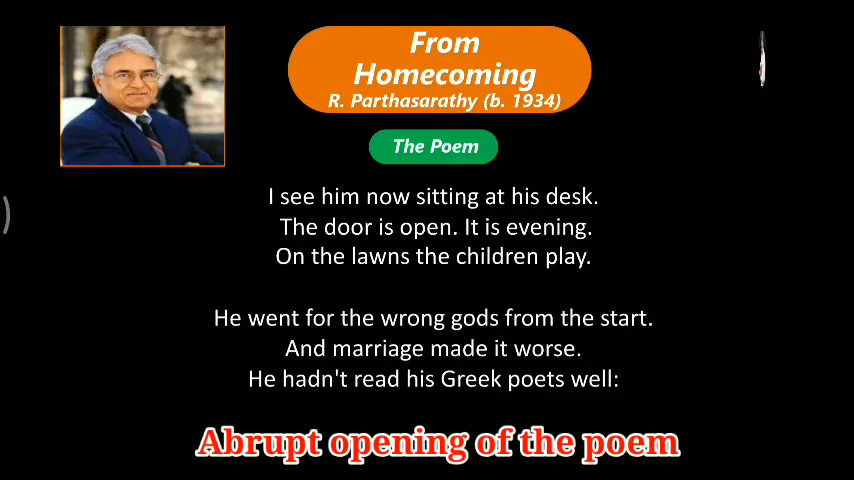 From
Homecoming
R. Parthasarathy (b. 1934)
The Poem
I see him now sitting at his desk.
The door is open. It is evening.
On the lawns the children play.
He went for the wrong gods from the start.
And marriage made it worse.
He hadn't read his Greek poets well:
Abrupt opening of the poem